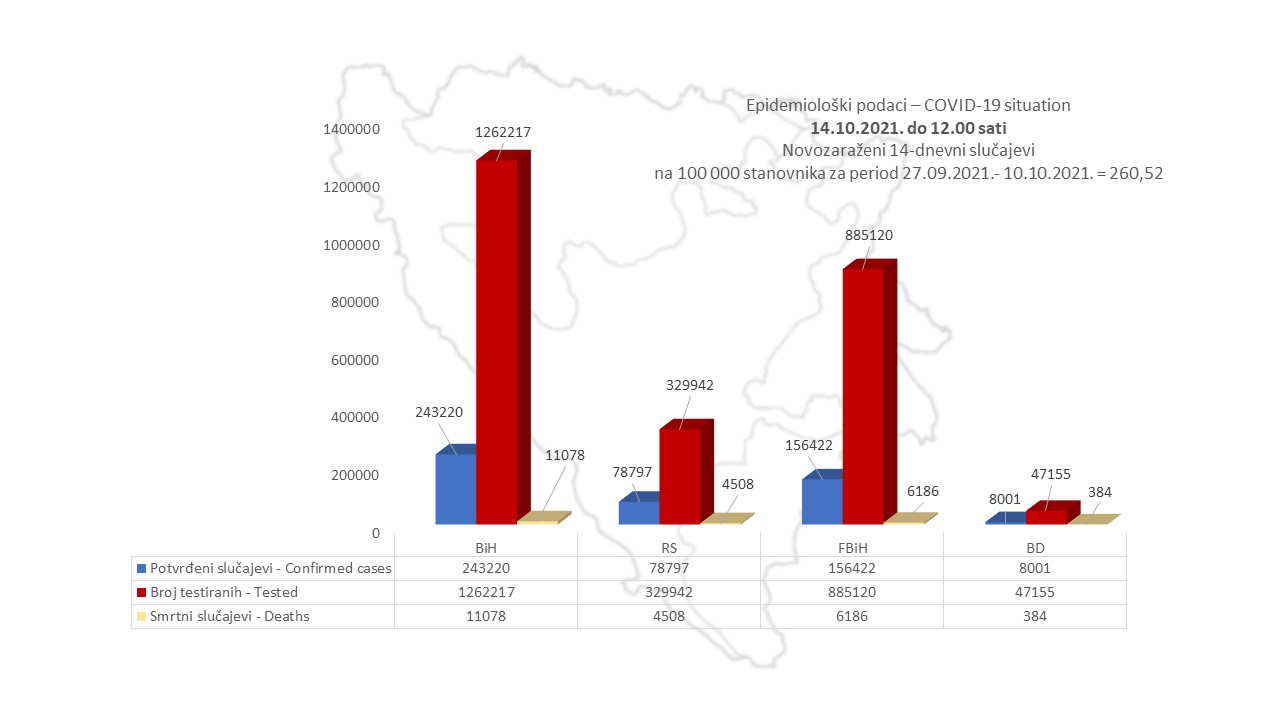 Epidemiološki podaci – COVID-19 situation
14.10.2021. do 12.00 sati
Novozaraženi 14-dnevni slučajevi
na 100 000 stanovnika za period 27.09.2021.- 10.10.2021. = 260,52
1400000
1200000
1000000
800000
600000
400000
200000
0
243220
1262217
11078
78797
329942
4508
156422
885120
6186
8001
47155
384
BiH RS FBiH BD
Potvrđeni slučajevi - Confirmed cases 243220 78797 156422 8001
Broj testiranih - Tested 1262217 329942 885120 47155
Smrtni slučajevi - Deaths 11078 4508 6186 384